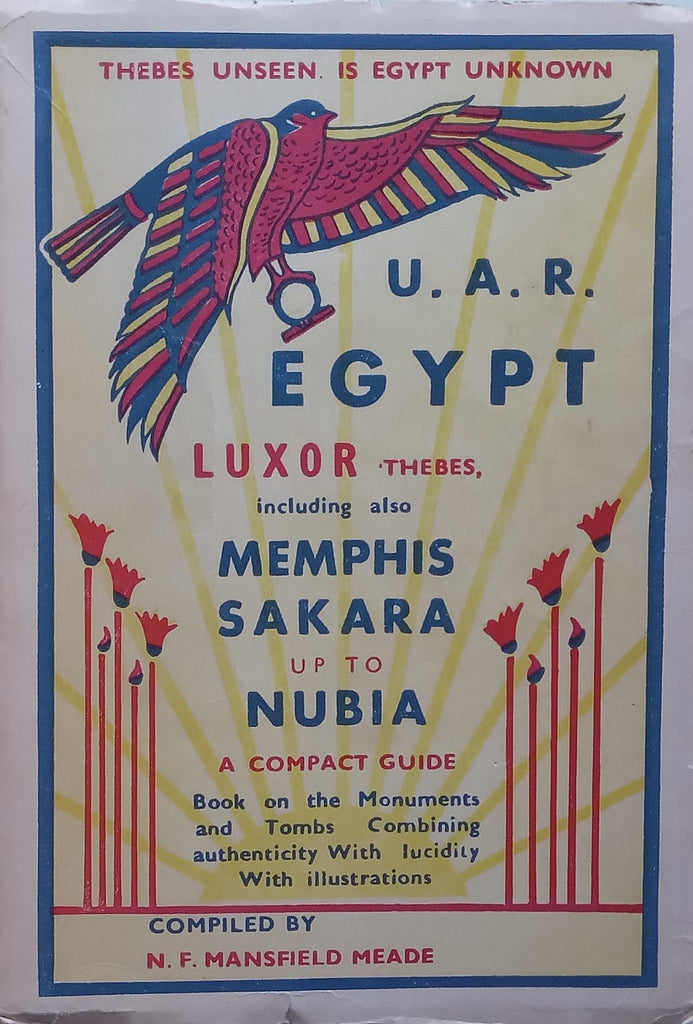 THEBES UNSEEN. IS EGYPT UNKNOWN
U. A. R.
EGYPT
LUXOR THEBES,
including also
MEMPHIS
SAKARA
UP TO
NUBIA
A COMPACT GUIDE
Book on the Monuments
and Tombs Combining
authenticity With lucidity
With illustrations
COMPILED BY
N. F. MANSFIELD MEADE